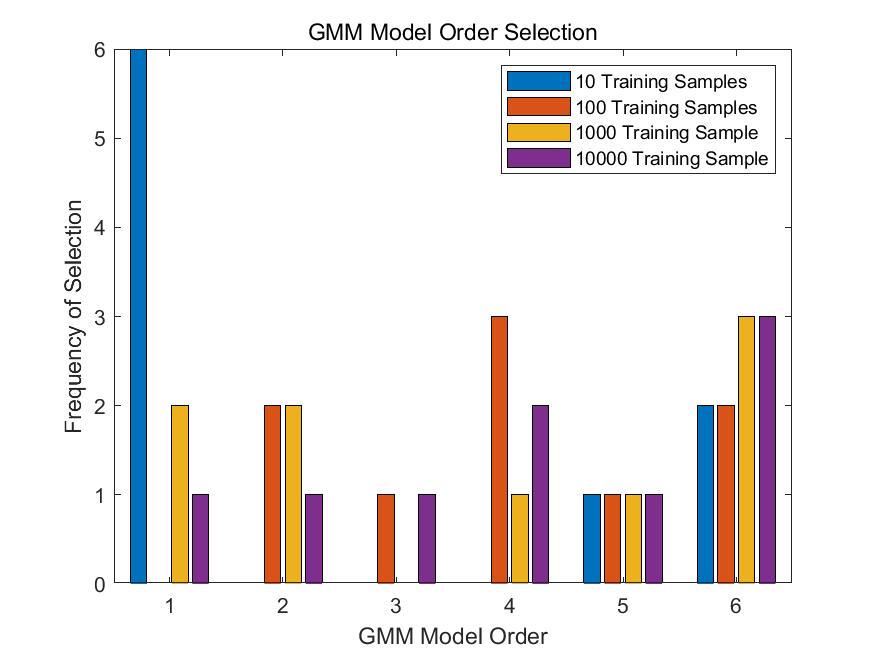 GMM Model Order Selection
6
5
4
3
2
1
0
Frequency of Selection
10 Training Samples
100 Training Samples
1000 Training Sample
10000 Training Sample
1 2 3 4 5 6
GMM Model Order